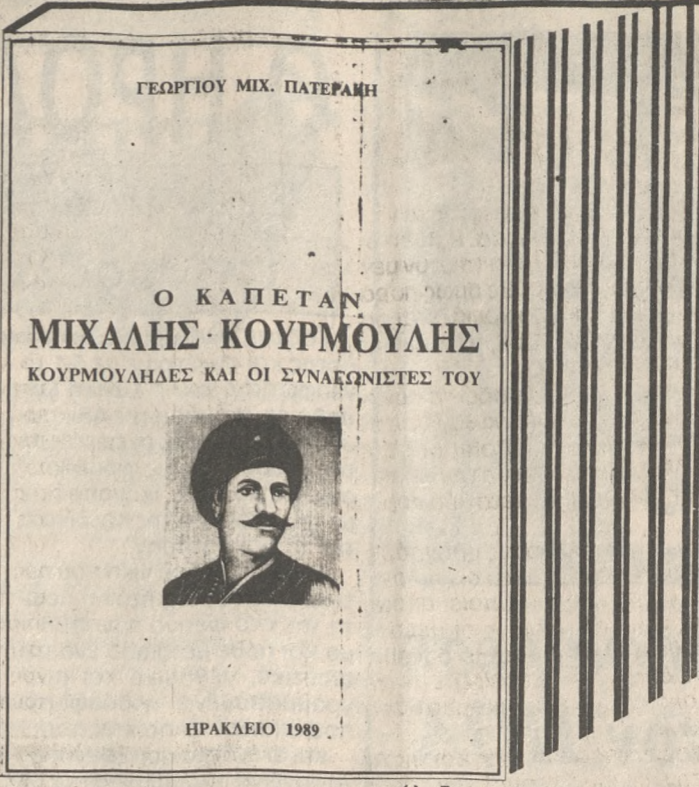 ΓΕΩΡΓΙΟΥ ΜΙΧ. ΠΑΤΕΡΑΚΗ
Ο ΚΑΠΕΤΑΝ
ΜΙΧΑΛΗΣ · ΚΟΥΡΜΟΥΛΗΣ
ΚΟΥΡΜΟΥΛΗΔΕΣ ΚΑΙ ΟΙ ΣΥΝΑΓΩΝΙΣΤΕΣ ΤΟΥ
ΗΡΑΚΛΕΙΟ 1989